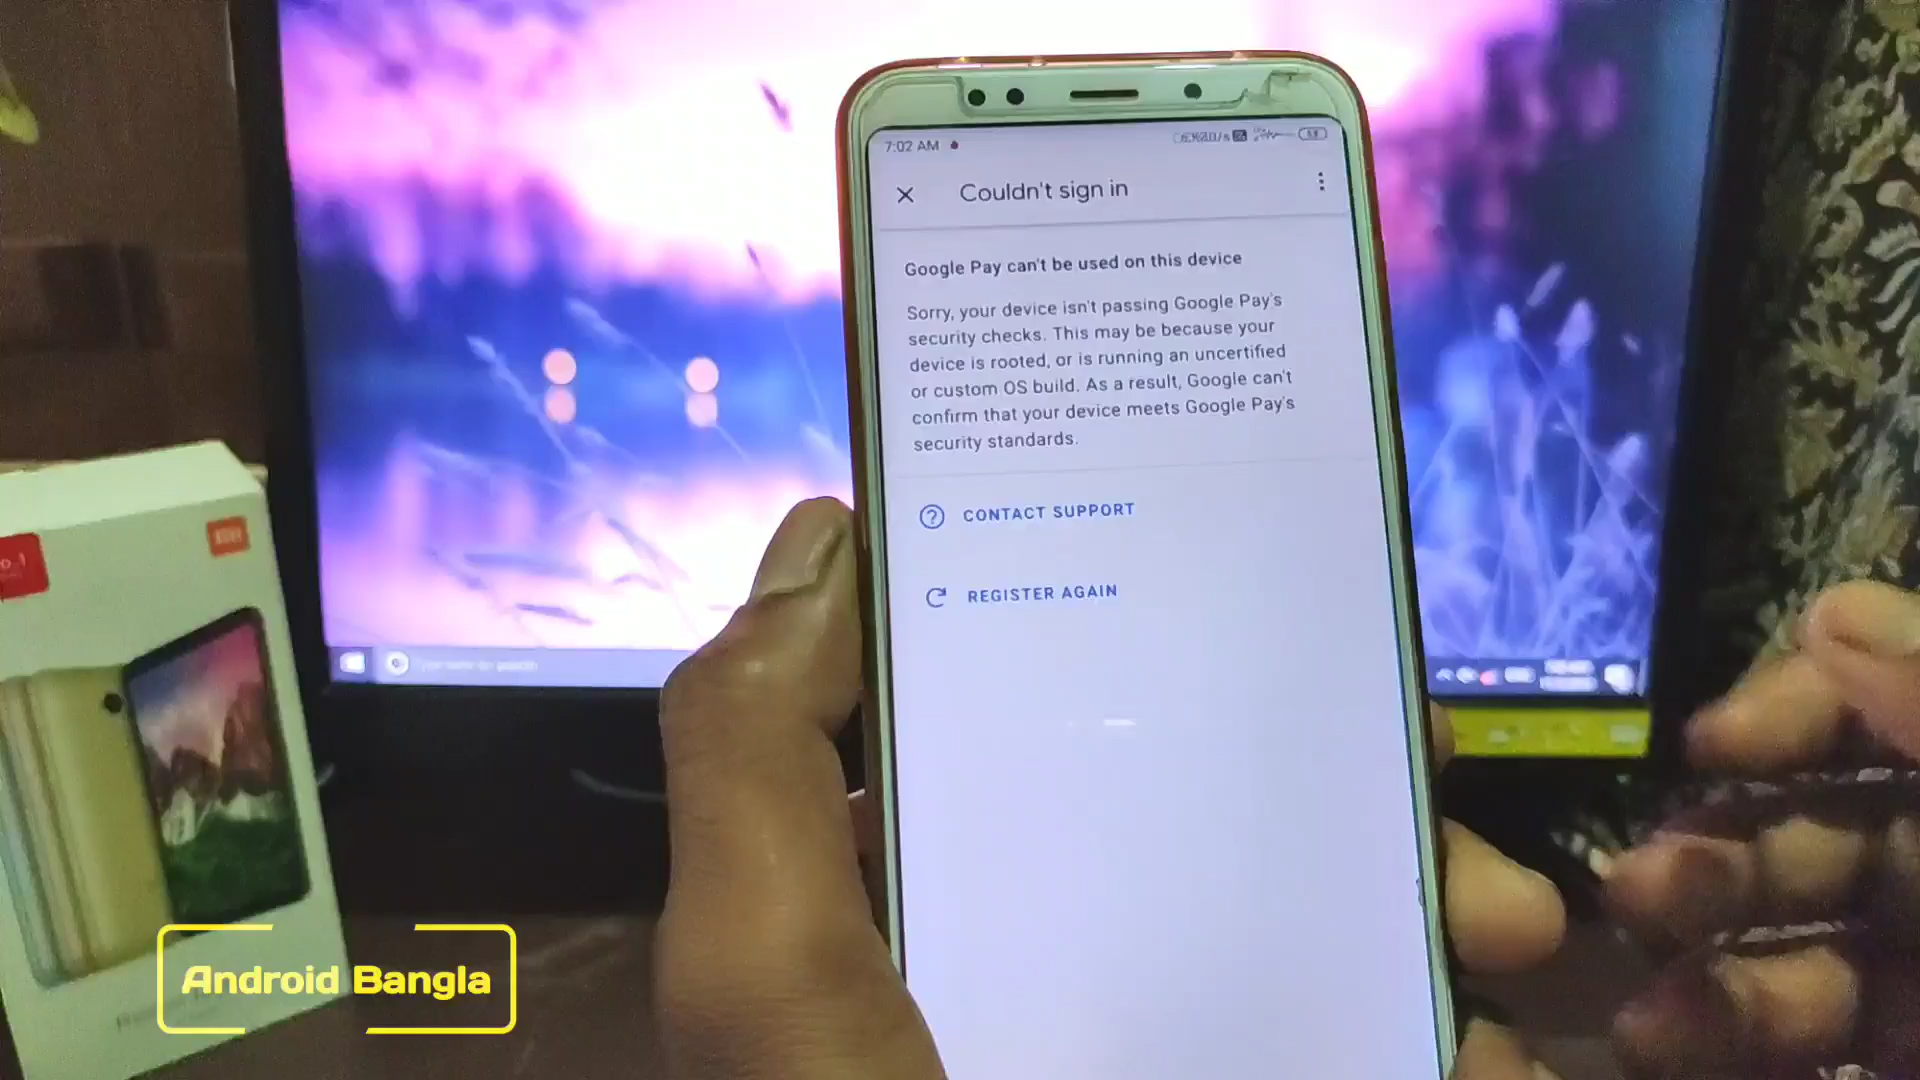 7:02 AM
Couldn't sign in
Google Pay can't be used on this device
Sorry, your device isn't passing Google Pay's
security checks. This may be because your
device is rooted, or is running an uncertified
or custom OS build. As a result, Google can't
confirm that your device meets Google Pay's
security standards.
CONTACT SUPPORT
REGISTER AGAIN
Android Bangla